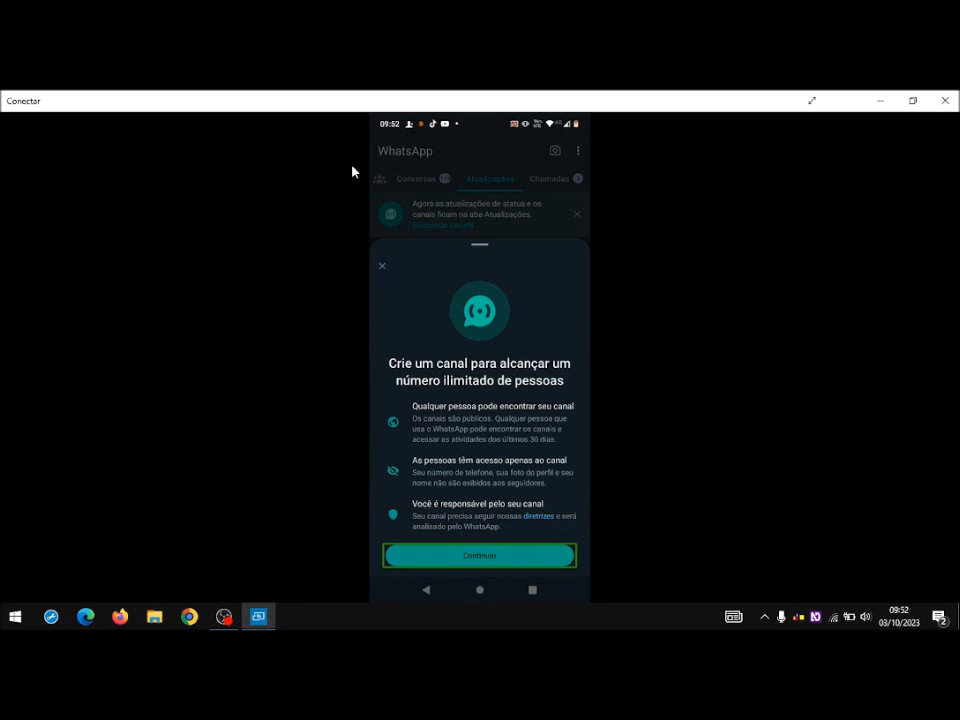 Conectar
09:52
WhatsApp
Conversas
Atualizações
Chamadas
Agora as atualizações de status e os
canais ficam na aba Atualizações.
Encontrar canais
Crie um canal para alcançar um
número ilimitado de pessoas
Qualquer pessoa pode encontrar seu canal
Os canais são públicos. Qualquer pessoa que
usa o WhatsApp pode encontrar os canais e
acessar as atividades dos últimos 30 dias.
As pessoas têm acesso apenas ao canal
Seu número de telefone, sua foto do perfil e seu
nome não são exibidos aos seguidores.
Você é responsável pelo seu canal
Seu canal precisa seguir nossas diretrizes e será
analisado pelo WhatsApp.
Continuar
09:52
03/10/2023
2